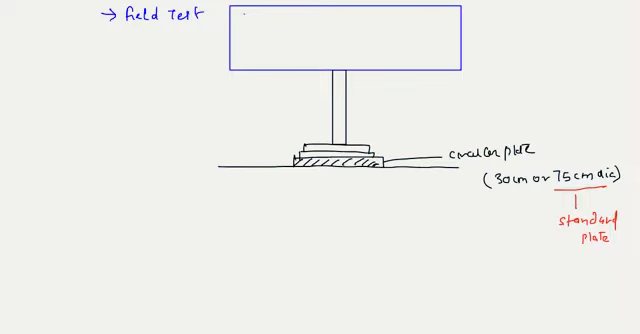 → field test
circular plate
(30cm or 75cm dia)
standard
plate